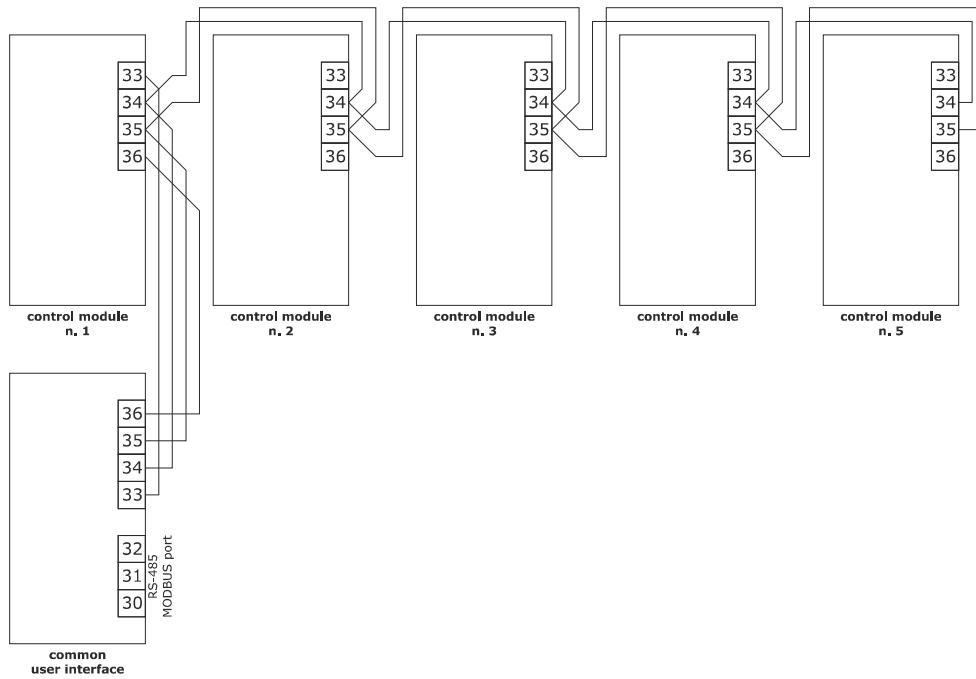 33
34
35
36
control module
n. 1
33
34
35
36
control module
n. 2
33
34
35
36
control module
n. 3
33
34
35
36
control module
n. 4
33
34
35
36
control module
n. 5
36
35
34
33
32
31
30
RS-485
MODBUS port
common
user interface